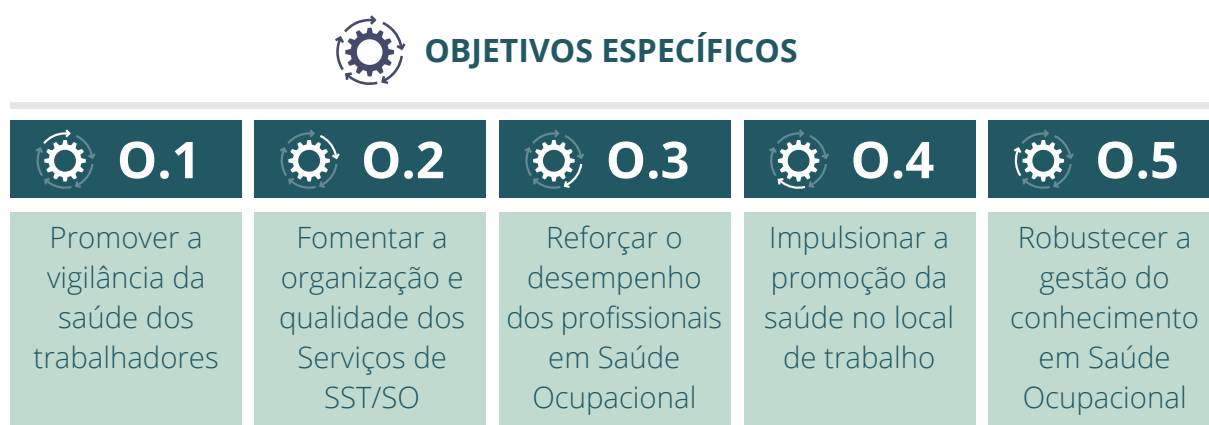 OBJETIVOS ESPECÍFICOS
O.1
Promover a
vigilância da
saúde dos
trabalhadores
O.2
Fomentar a
organização e
qualidade dos
Serviços de
SST/SO
O.3
Reforçar o
desempenho
dos profissionais
em Saúde
Ocupacional
O.4
Impulsionar a
promoção da
saúde no local
de trabalho
O.5
Robustecer a
gestão do
conhecimento
em Saúde
Ocupacional